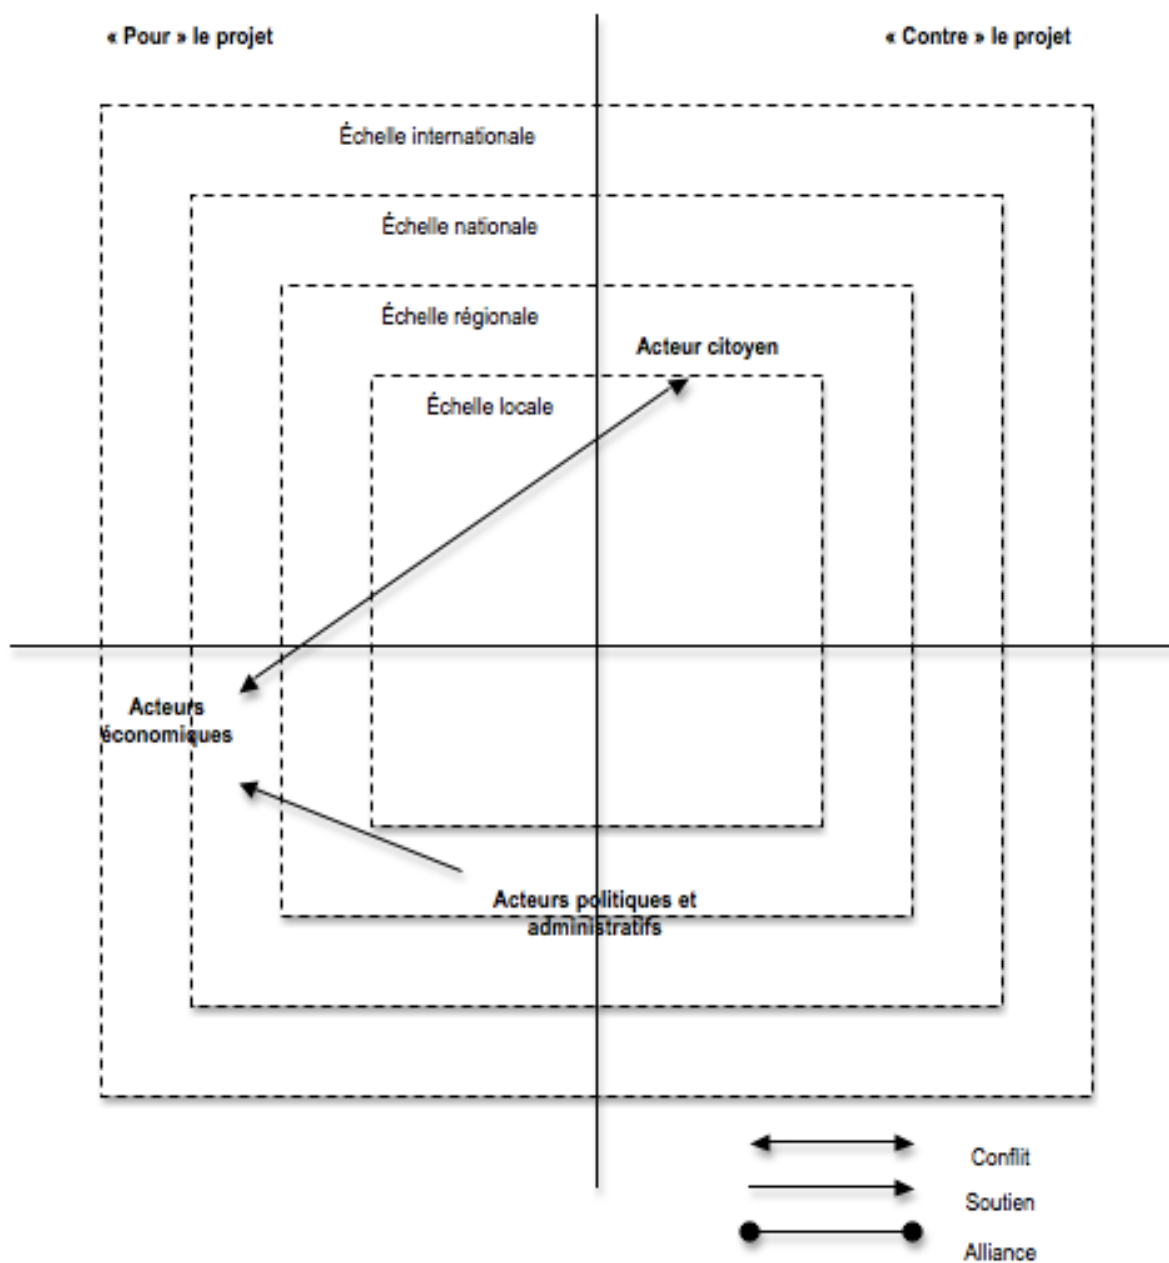 « Pour » le projet
« Contre » le projet
Échelle internationale
Échelle nationale
Échelle régionale
Acteur citoyen
Échelle locale
Acteurs
économiques
Acteurs politiques et
administratifs
Conflit
Soutien
Alliance